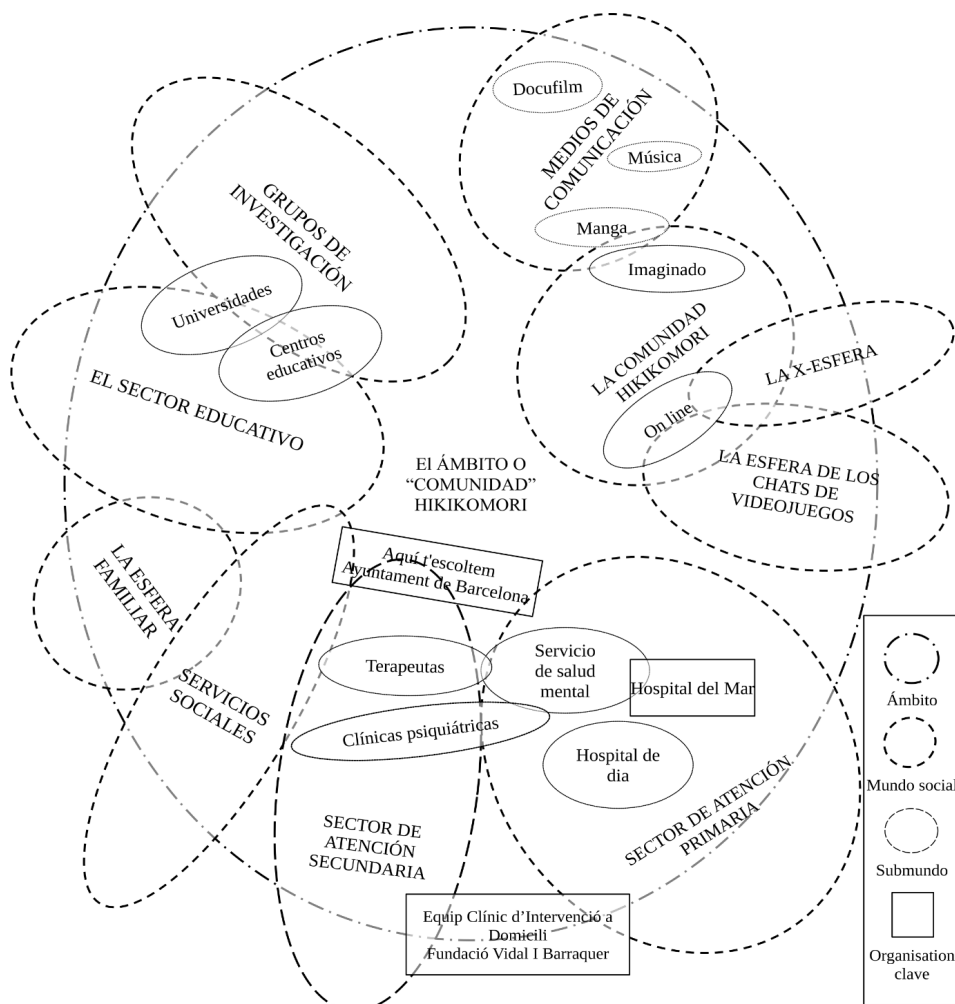 Docufilm
MEDIOS DE
COMUNICACIÓN
Música
Manga
GRUPOS DE
INVESTIGACIÓN
Imaginado
Universidades
Centros
educativos
LA COMUNIDAD
HIKIKOMORI
LA X-ESFERA
On line
EL SECTOR EDUCATIVO
El ÁMBITO O
“COMUNIDAD”
HIKIKOMORI
LA ESFERA DE LOS
CHATS DE
VIDEOJUEGOS
LA ESFERA
FAMILIAR
Aquí t'escoltem
Ayuntament de Barcelona
Terapeutas
Servicio
de salud
mental
Hospital del Mar
SERVICIOS
SOCIALES
Clínicas psiquiátricas
Hospital de
dia
SECTOR DE
ATENCIÓN
SECUNDARIA
SECTOR DE ATENCIÓN
PRIMARIA
Equip Clínic d’Intervenció a
Domicili
Fundació Vidal I Barraquer
Ámbito
Mundo social
Submundo
Organisation
clave